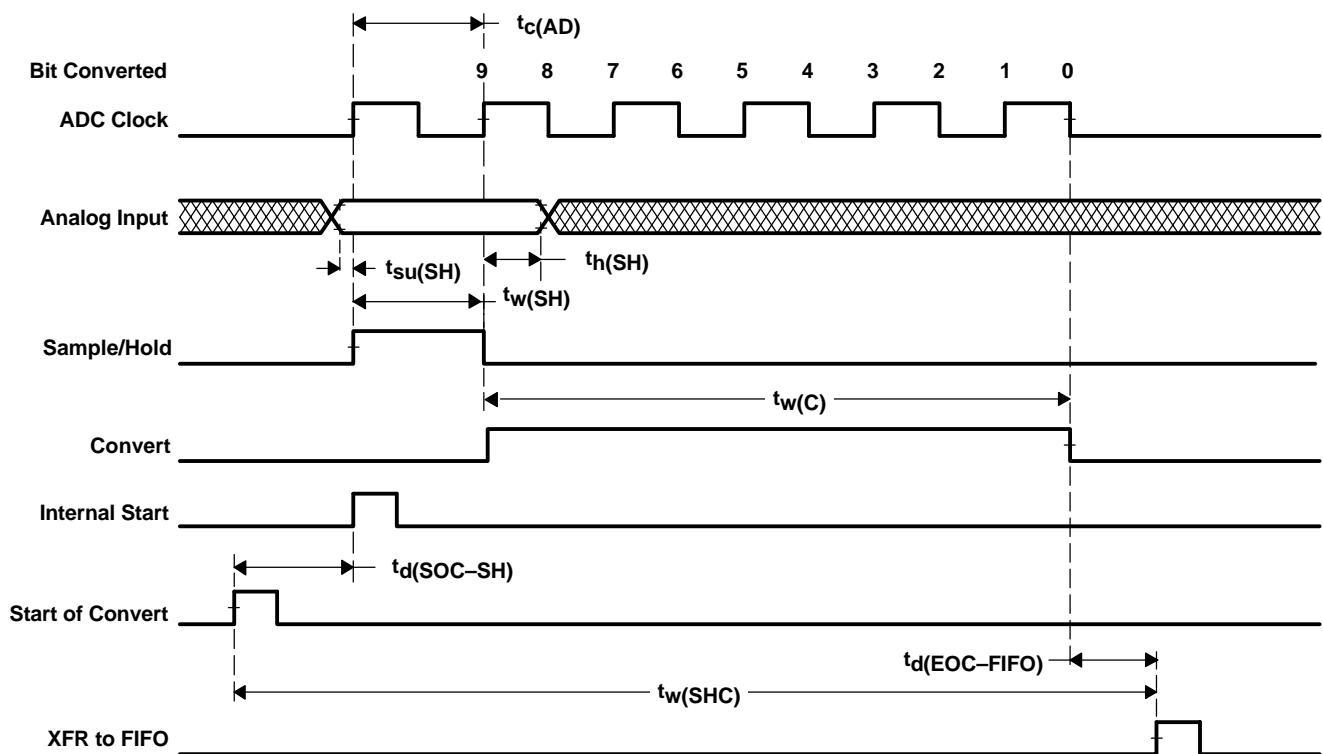 tc(AD)
Bit Converted 9 8 7 6 5 4 3 2 1 0
ADC Clock
Analog Input
tsu(SH)
th(SH)
tw(SH)
Sample/Hold
tw(C)
Convert
Internal Start
td(SOC–SH)
Start of Convert
td(EOC–FIFO)
tw(SHC)
XFR to FIFO